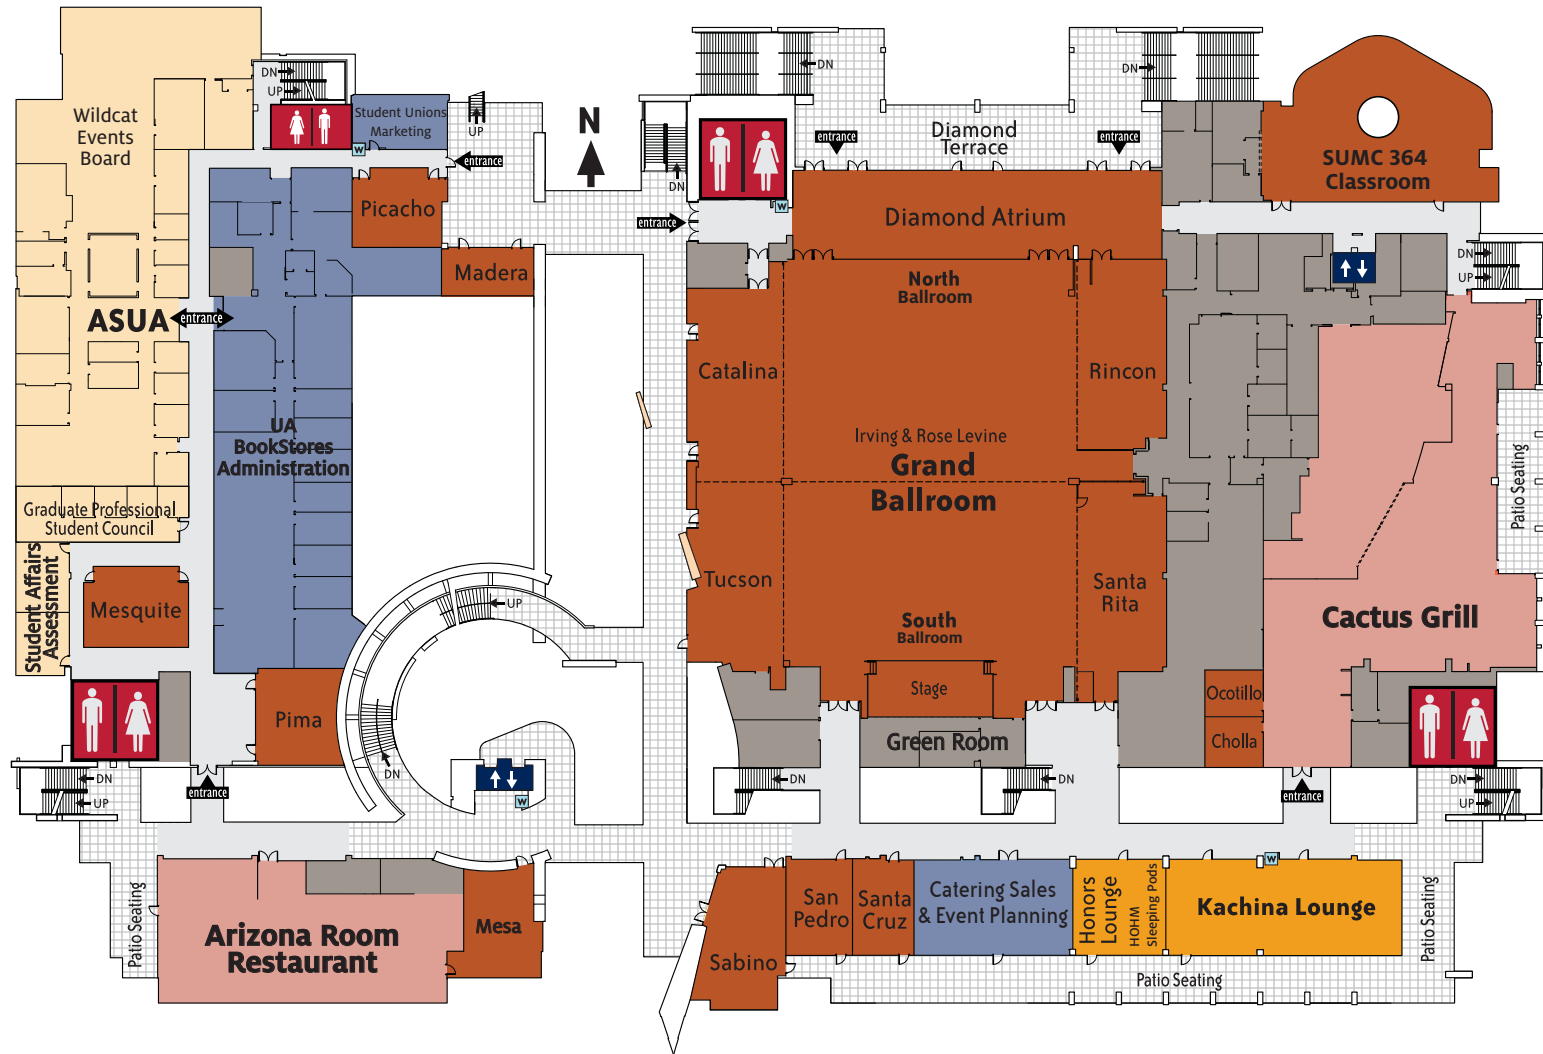 DN
UP
Wildcat
Events
Board
Student Unions
Marketing
W
UP
entrance
Picacho
Madera
N
DN
entrance
W
DN
DN
Diamond
Terrace
entrance
entrance
Diamond Atrium
SUMC 364
Classroom
DN
UP
ASUA
entrance
UA
BookStores
Administration
Graduate Professional
Student Council
Student Affairs
Assessment
Mesquite
Pima
entrance
DN
UP
UP
DN
W
North
Ballroom
Catalina
Rincon
Irving & Rose Levine
Grand
Ballroom
Tucson
Santa
Rita
South
Ballroom
Stage
Green Room
DN
DN
Ocotillo
Cholla
Cactus Grill
Patio Seating
entrance
DN
UP
Patio Seating
Arizona Room
Restaurant
Mesa
Sabino
San
Pedro
Santa
Cruz
Catering Sales
& Event Planning
Honors
Lounge
HOHM
Sleeping Pods
W
Kachina Lounge
Patio Seating
Patio Seating